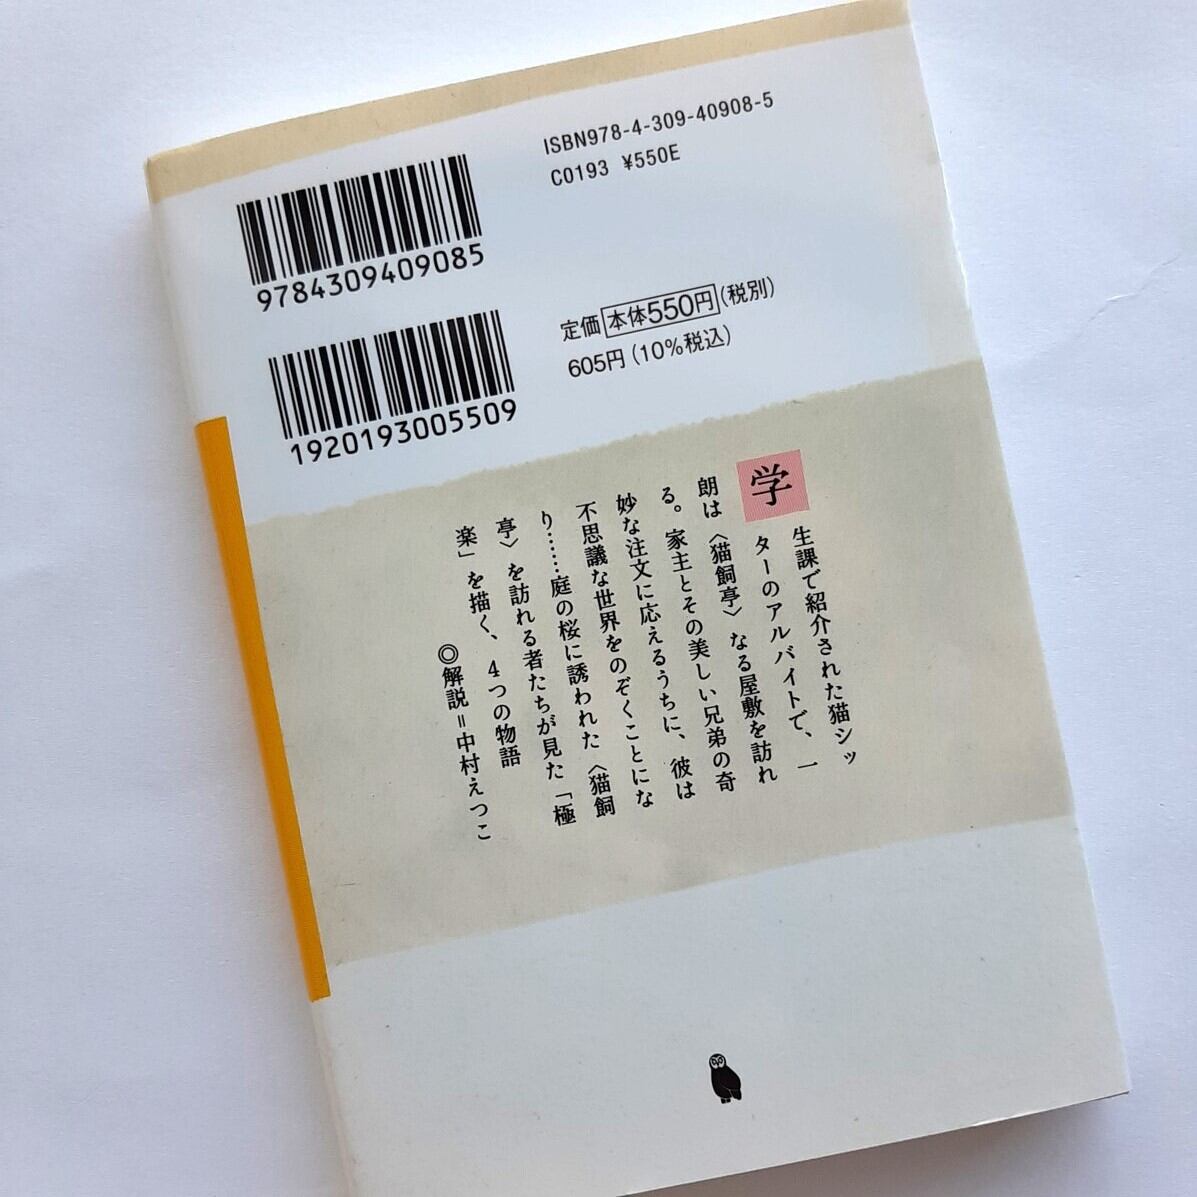 ISBN978-4-309-40908-5
C0193 ¥550E
9784309409085
定価 本体550円(税別)
605円(10%税込)
1920193005509
学生課で紹介された猫シッ
ターのアルバイトで、一
朗は〈猫飼亭〉なる屋敷を訪れ
る。家主とその美しい兄弟の奇
妙な注文に応えるうちに、彼は
不思議な世界をのぞくことにな
り……庭の桜に誘われた〈猫飼
亭〉を訪れる者たちが見た「極
楽」を描く、4つの物語
◎解説=中村えつこ